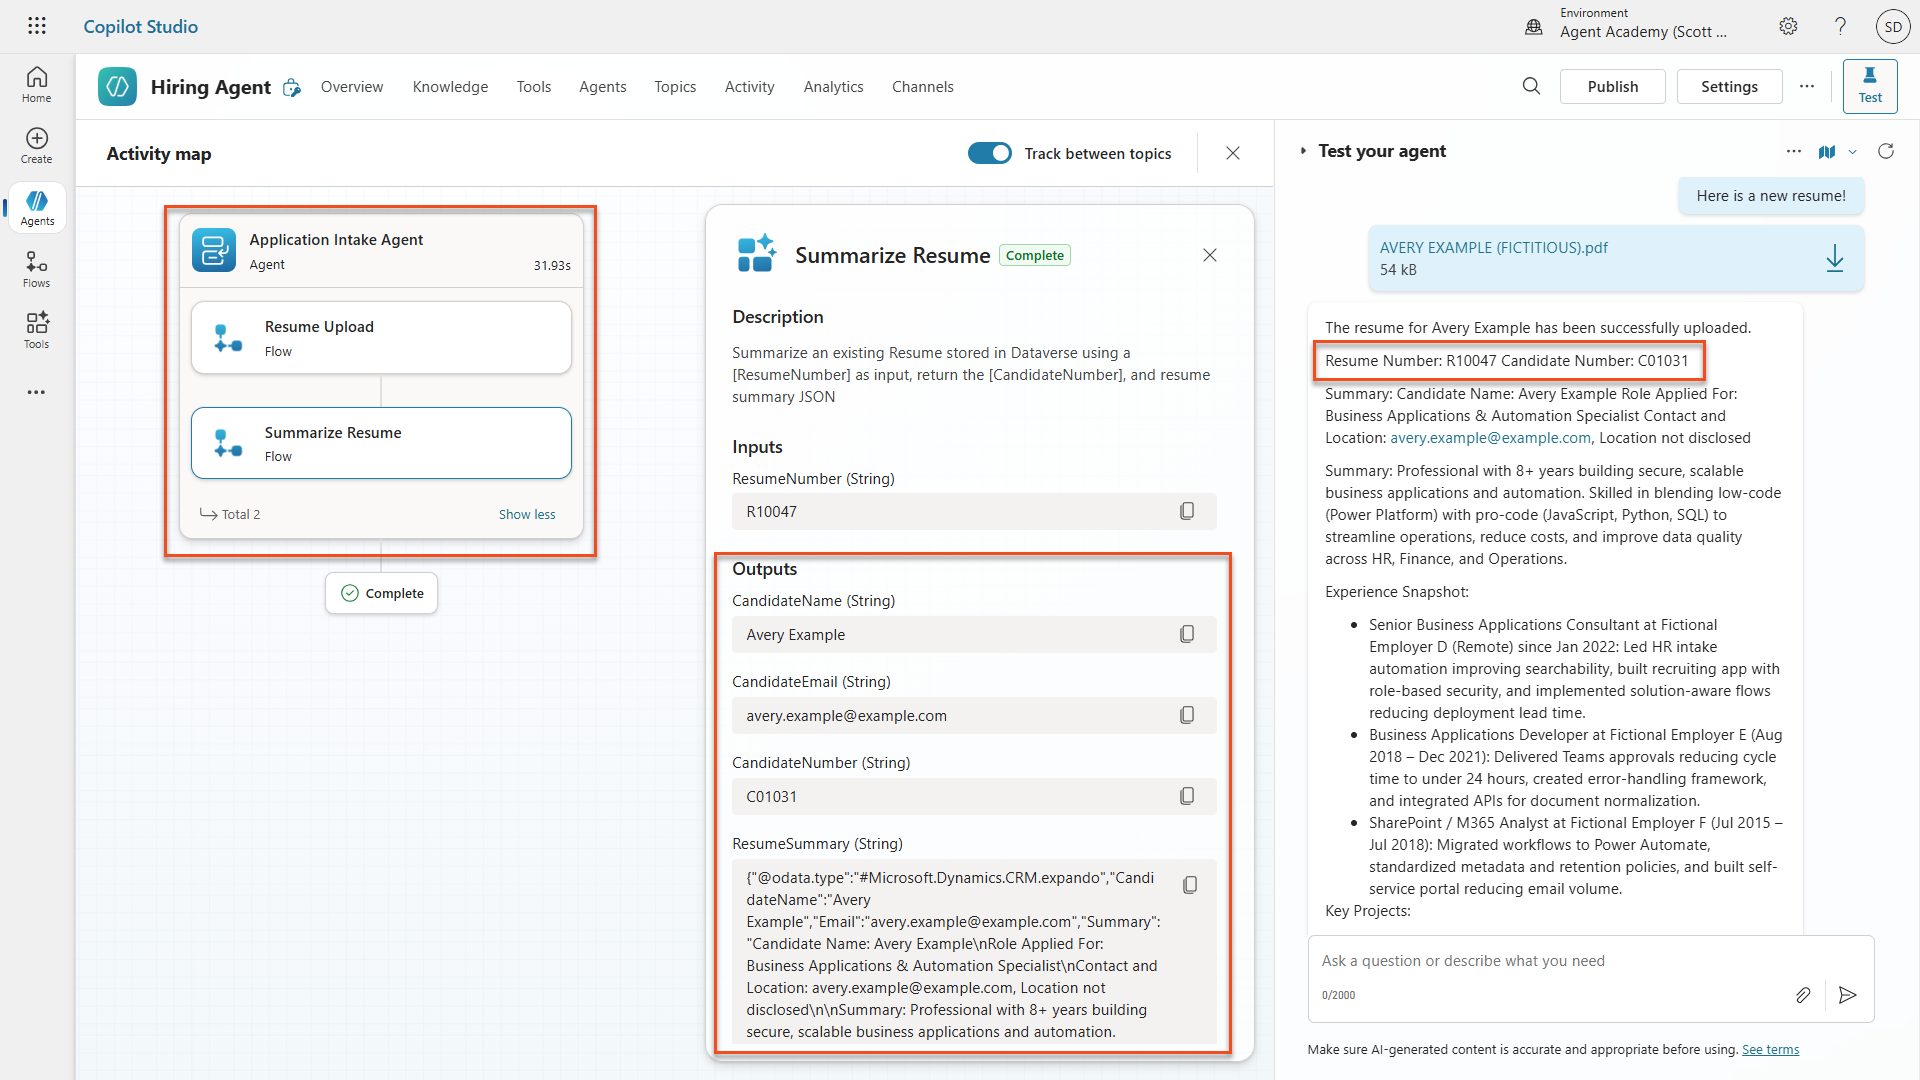 Copilot Studio
Environment
Agent Academy (Scott ...
SD
Home
Create
Agents
Flows
Tools
Hiring Agent
Overview
Knowledge
Tools
Agents
Topics
Activity
Analytics
Channels
Publish
Settings
Test
Activity map
Track between topics
Application Intake Agent
Agent
31.93s
Resume Upload
Flow
Summarize Resume
Flow
Total 2
Show less
Complete
Summarize Resume
Complete
Description
Summarize an existing Resume stored in Dataverse using a
[ResumeNumber] as input, return the [CandidateNumber], and resume
summary JSON
Inputs
ResumeNumber (String)
R10047
Outputs
CandidateName (String)
Avery Example
CandidateEmail (String)
avery.example@example.com
CandidateNumber (String)
C01031
ResumeSummary (String)
{"@odata.type":"#Microsoft.Dynamics.CRM.expando","Candi
dateName":"Avery
Example","Email":"avery.example@example.com","Summary":
"Candidate Name: Avery Example\nRole Applied For:
Business Applications & Automation Specialist\nContact and
Location: avery.example@example.com, Location not
disclosed\n\nSummary: Professional with 8+ years building
secure, scalable business applications and automation.
Test your agent
Here is a new resume!
AVERY EXAMPLE (FICTITIOUS).pdf
54 kB
The resume for Avery Example has been successfully uploaded.
Resume Number: R10047 Candidate Number: C01031
Summary: Candidate Name: Avery Example Role Applied For:
Business Applications & Automation Specialist Contact and
Location: avery.example@example.com, Location not disclosed
Summary: Professional with 8+ years building secure, scalable
business applications and automation. Skilled in blending low-code
(Power Platform) with pro-code (JavaScript, Python, SQL) to
streamline operations, reduce costs, and improve data quality
across HR, Finance, and Operations.
Experience Snapshot:
• Senior Business Applications Consultant at Fictional
Employer D (Remote) since Jan 2022: Led HR intake
automation improving searchability, built recruiting app with
role-based security, and implemented solution-aware flows
reducing deployment lead time.
• Business Applications Developer at Fictional Employer E (Aug
2018 – Dec 2021): Delivered Teams approvals reducing cycle
time to under 24 hours, created error-handling framework,
and integrated APIs for document normalization.
• SharePoint / M365 Analyst at Fictional Employer F (Jul 2015 –
Jul 2018): Migrated workflows to Power Automate,
standardized metadata and retention policies, and built self-
service portal reducing email volume.
Key Projects:
Ask a question or describe what you need
0/2000
Make sure AI-generated content is accurate and appropriate before using. See terms